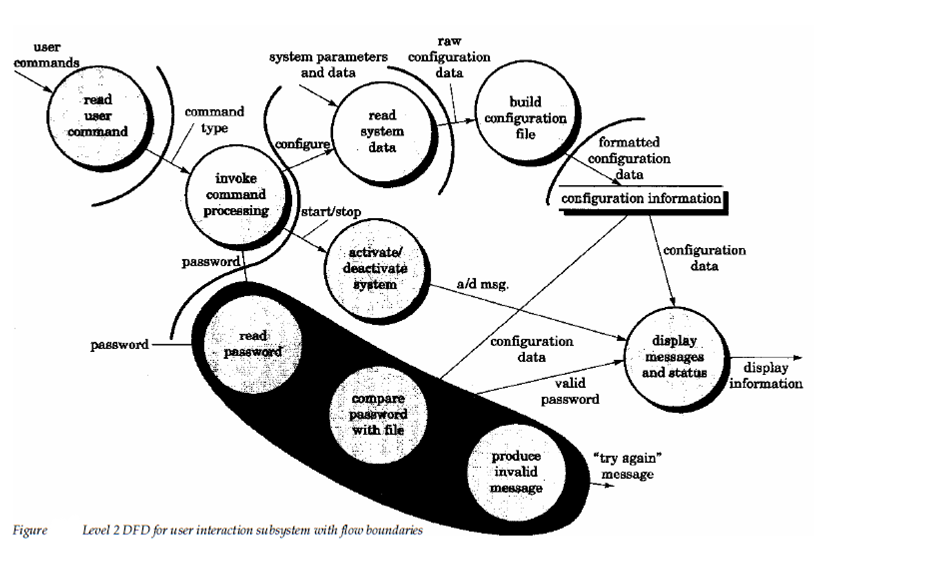 user
commands
read
user
command
command
type
system parameters
and data
read
system
data
configure
raw
configuration
data
build
configuration
file
formatted
configuration
data
configuration information
invoke
command
processing
start/stop
activate/
deactivate
system
password
password
read
password
compare
password
with file
produce
invalid
message
a/d msg.
configuration
data
valid
password
configuration
data
display
messages
and status
display
information
"try again"
message
Figure Level 2 DFD for user interaction subsystem with flow boundaries